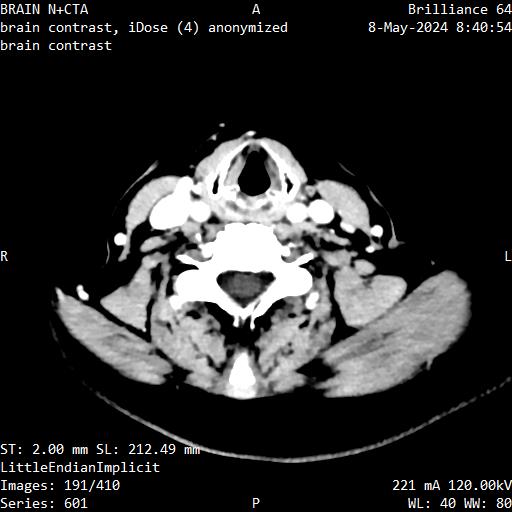 BRAIN N+CTA
A
Brilliance 64
brain contrast, iDose (4) anonymized
8-May-2024 8:40:54
brain contrast
R
L
ST: 2.00 mm SL: 212.49 mm
LittleEndianImplicit
Images: 191/410
221 mA 120.00kV
Series: 601
P
WL: 40 WW: 80